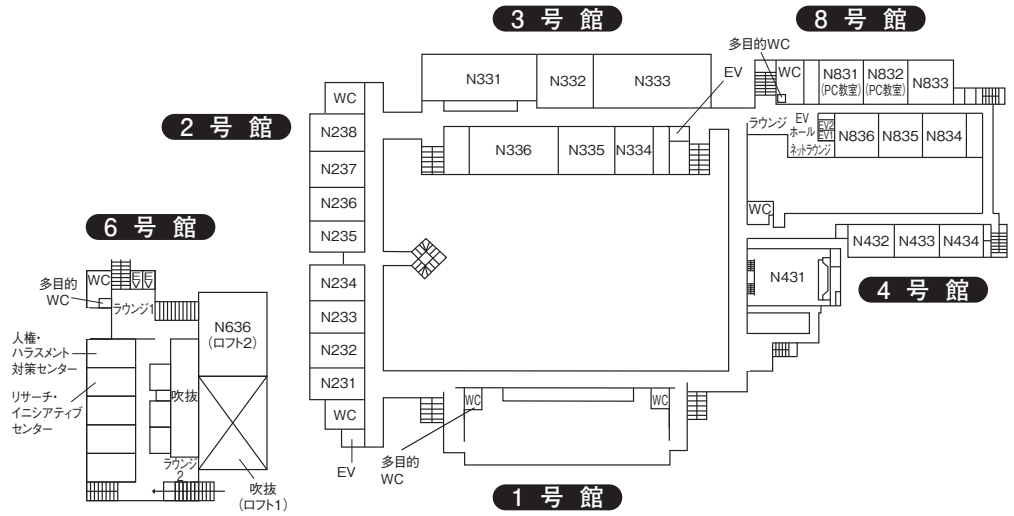 3 号 館
8 号 館
多目的WC
EV
WC
N331
N332
N333
N831
(PC教室)
N832
(PC教室)
N833
2 号 館
WC
N238
N237
N236
N235
N234
N233
N232
N231
WC
EV
N336
N335
N334
ラウンジ
EV
ホール
EV2
EV1
ネットラウンジ
N836
N835
N834
WC
N432
N433
N434
N431
4 号 館
6 号 館
WC
EV
EV
多目的
WC
ラウンジ1
人権・
ハラスメント
対策センター
リサーチ・
イニシアティブ
センター
吹抜
N636
(ロフト2)
ラウンジ
2
吹抜
(ロフト1)
WC
WC
多目的
WC
1 号 館